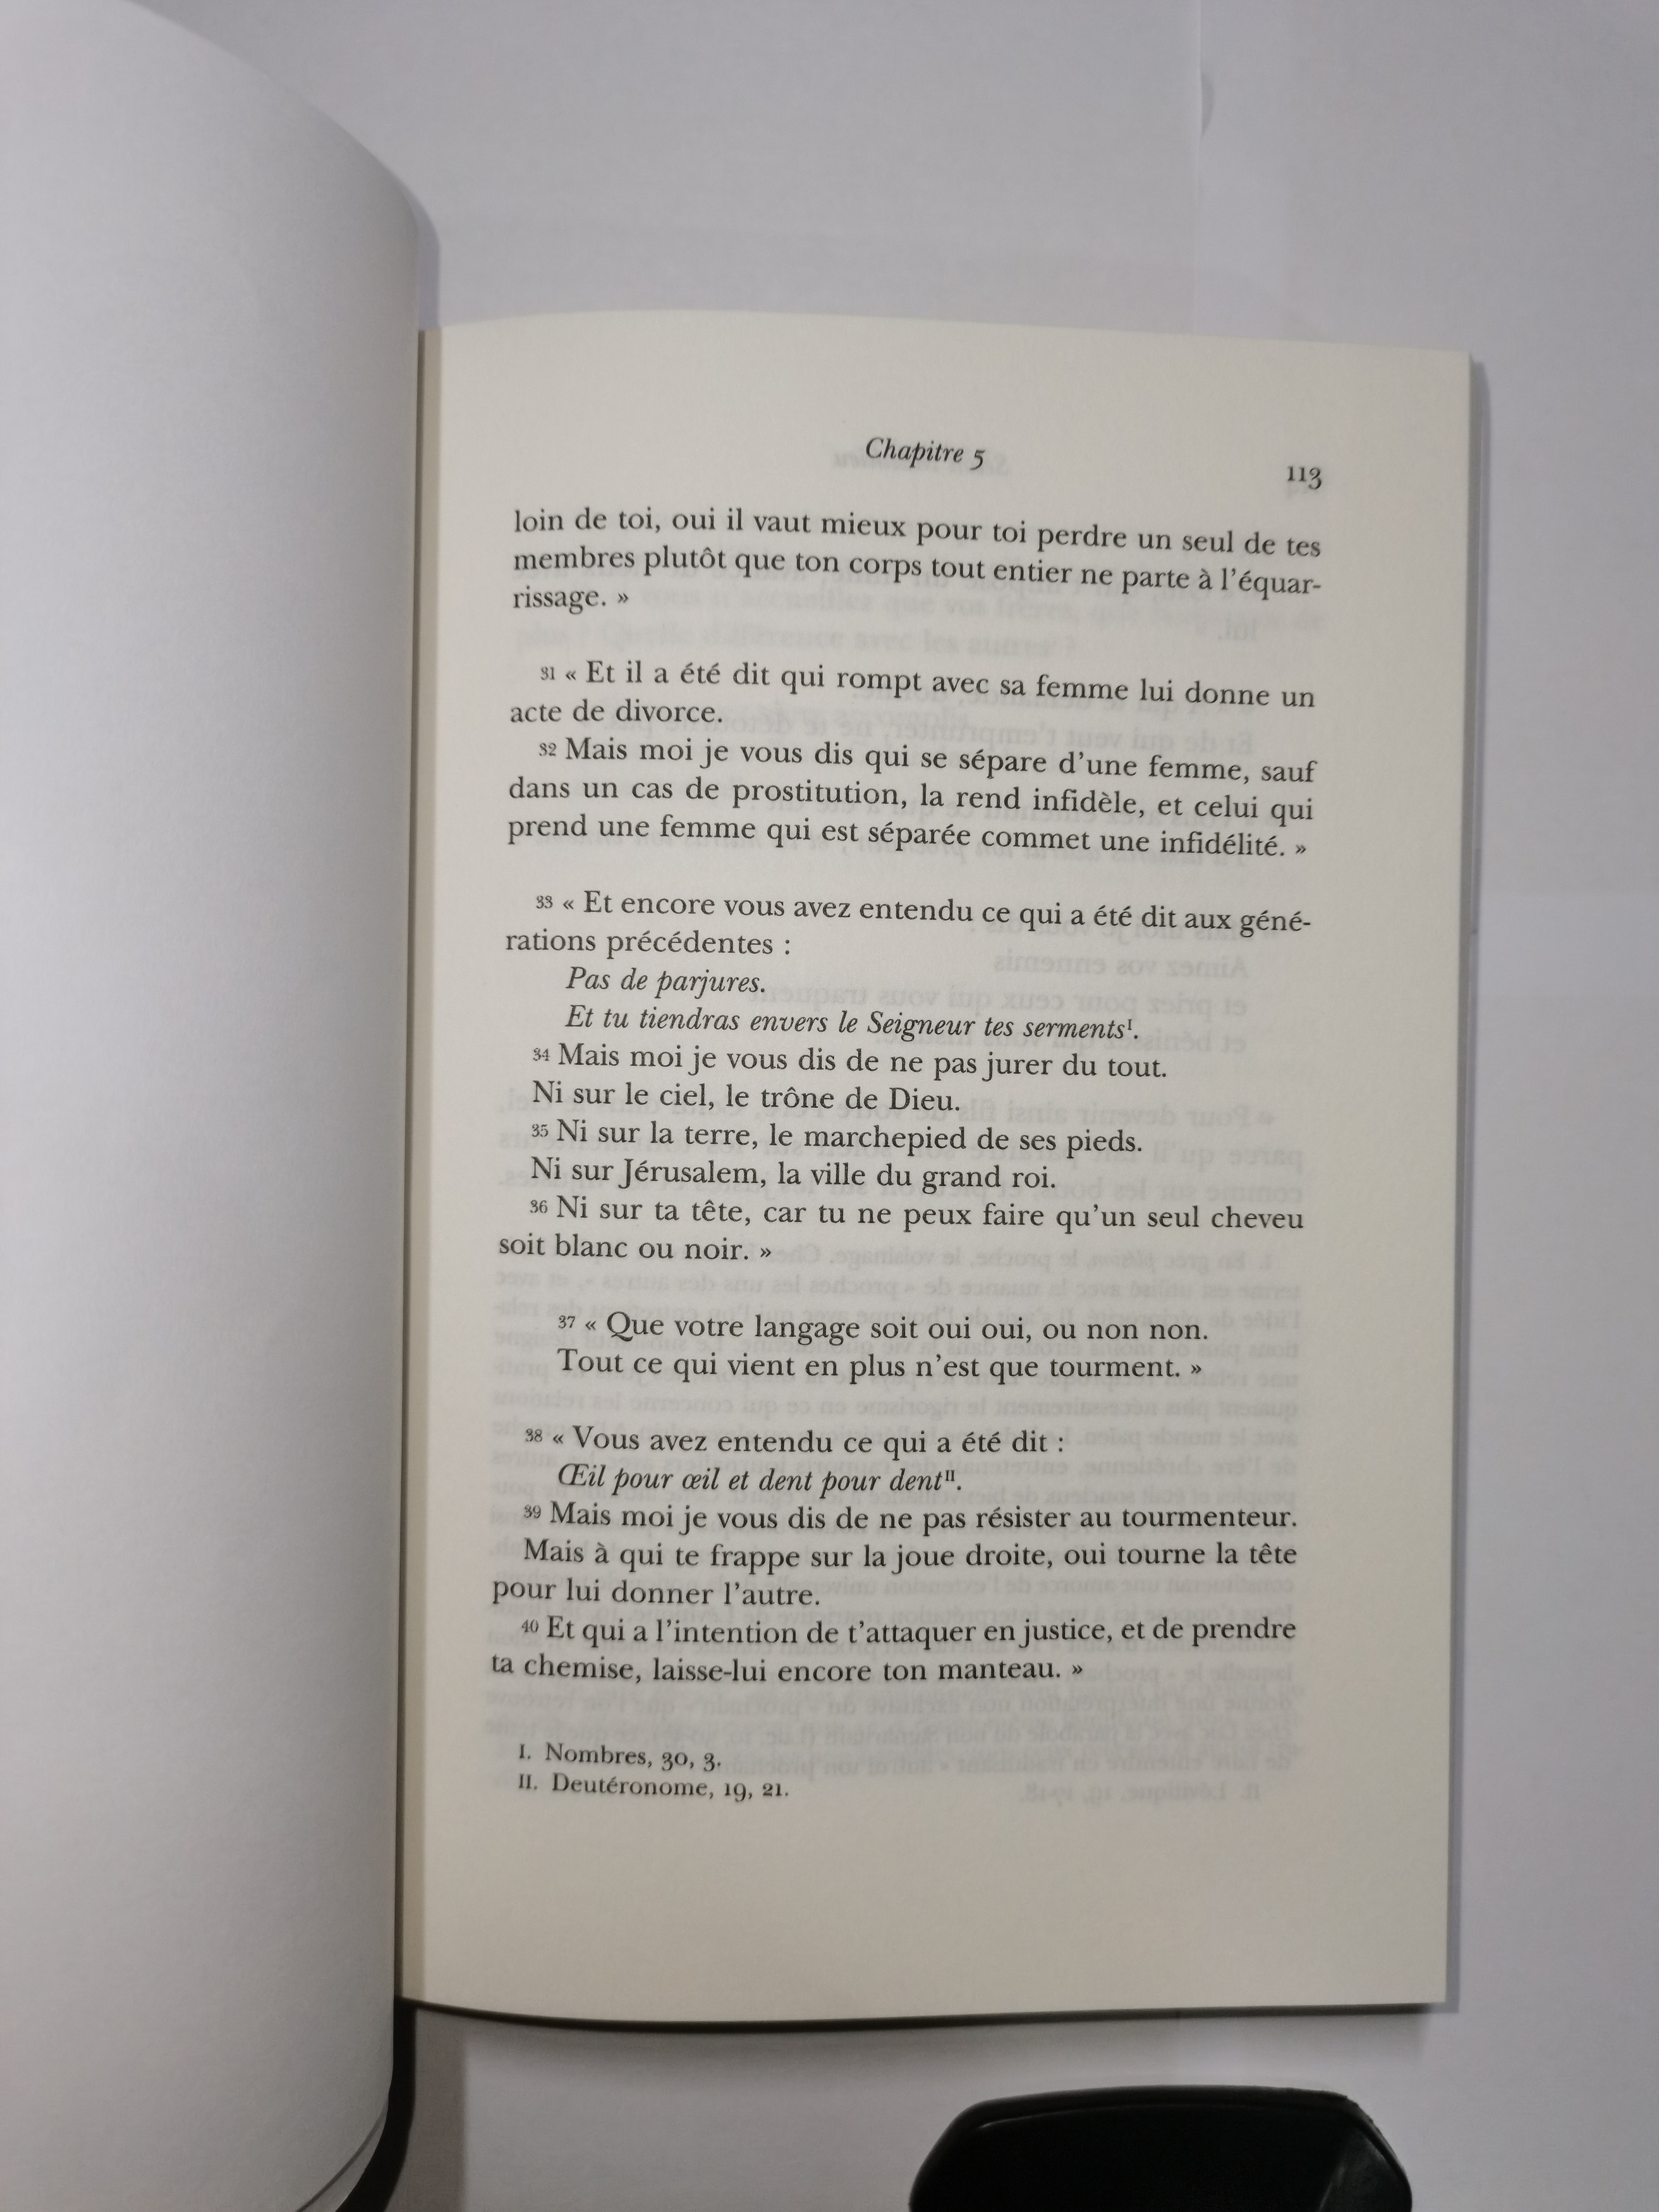 Chapitre 5
113
loin de toi, oui il vaut mieux pour toi perdre un seul de tes
membres plutôt que ton corps tout entier ne parte à l'équar-
rissage. »
31 « Et il a été dit qui rompt avec sa femme lui donne un
acte de divorce.
32 Mais moi je vous dis qui se sépare d'une femme, sauf
dans un cas de prostitution, la rend infidèle, et celui qui
prend une femme qui est séparée commet une infidélité. »
33 « Et encore vous avez entendu ce qui a été dit aux géné-
rations précédentes :
Pas de parjures.
Et tu tiendras envers le Seigneur tes serments I.
34 Mais moi je vous dis de ne pas jurer du tout.
Ni sur le ciel, le trône de Dieu.
35 Ni sur la terre, le marchepied de ses pieds.
Ni sur Jérusalem, la ville du grand roi.
36 Ni sur ta tête, car tu ne peux faire qu'un seul cheveu
soit blanc ou noir. »
37 « Que votre langage soit oui oui, ou non non.
Tout ce qui vient en plus n'est que tourment. »
38 « Vous avez entendu ce qui a été dit :
Œil pour œil et dent pour dent II.
39 Mais moi je vous dis de ne pas résister au tourmenteur.
Mais à qui te frappe sur la joue droite, oui tourne la tête
pour lui donner l'autre.
40 Et qui a l'intention de t'attaquer en justice, et de prendre
ta chemise, laisse-lui encore ton manteau. »
I. Nombres, 30, 3.
II. Deutéronome, 19, 21.